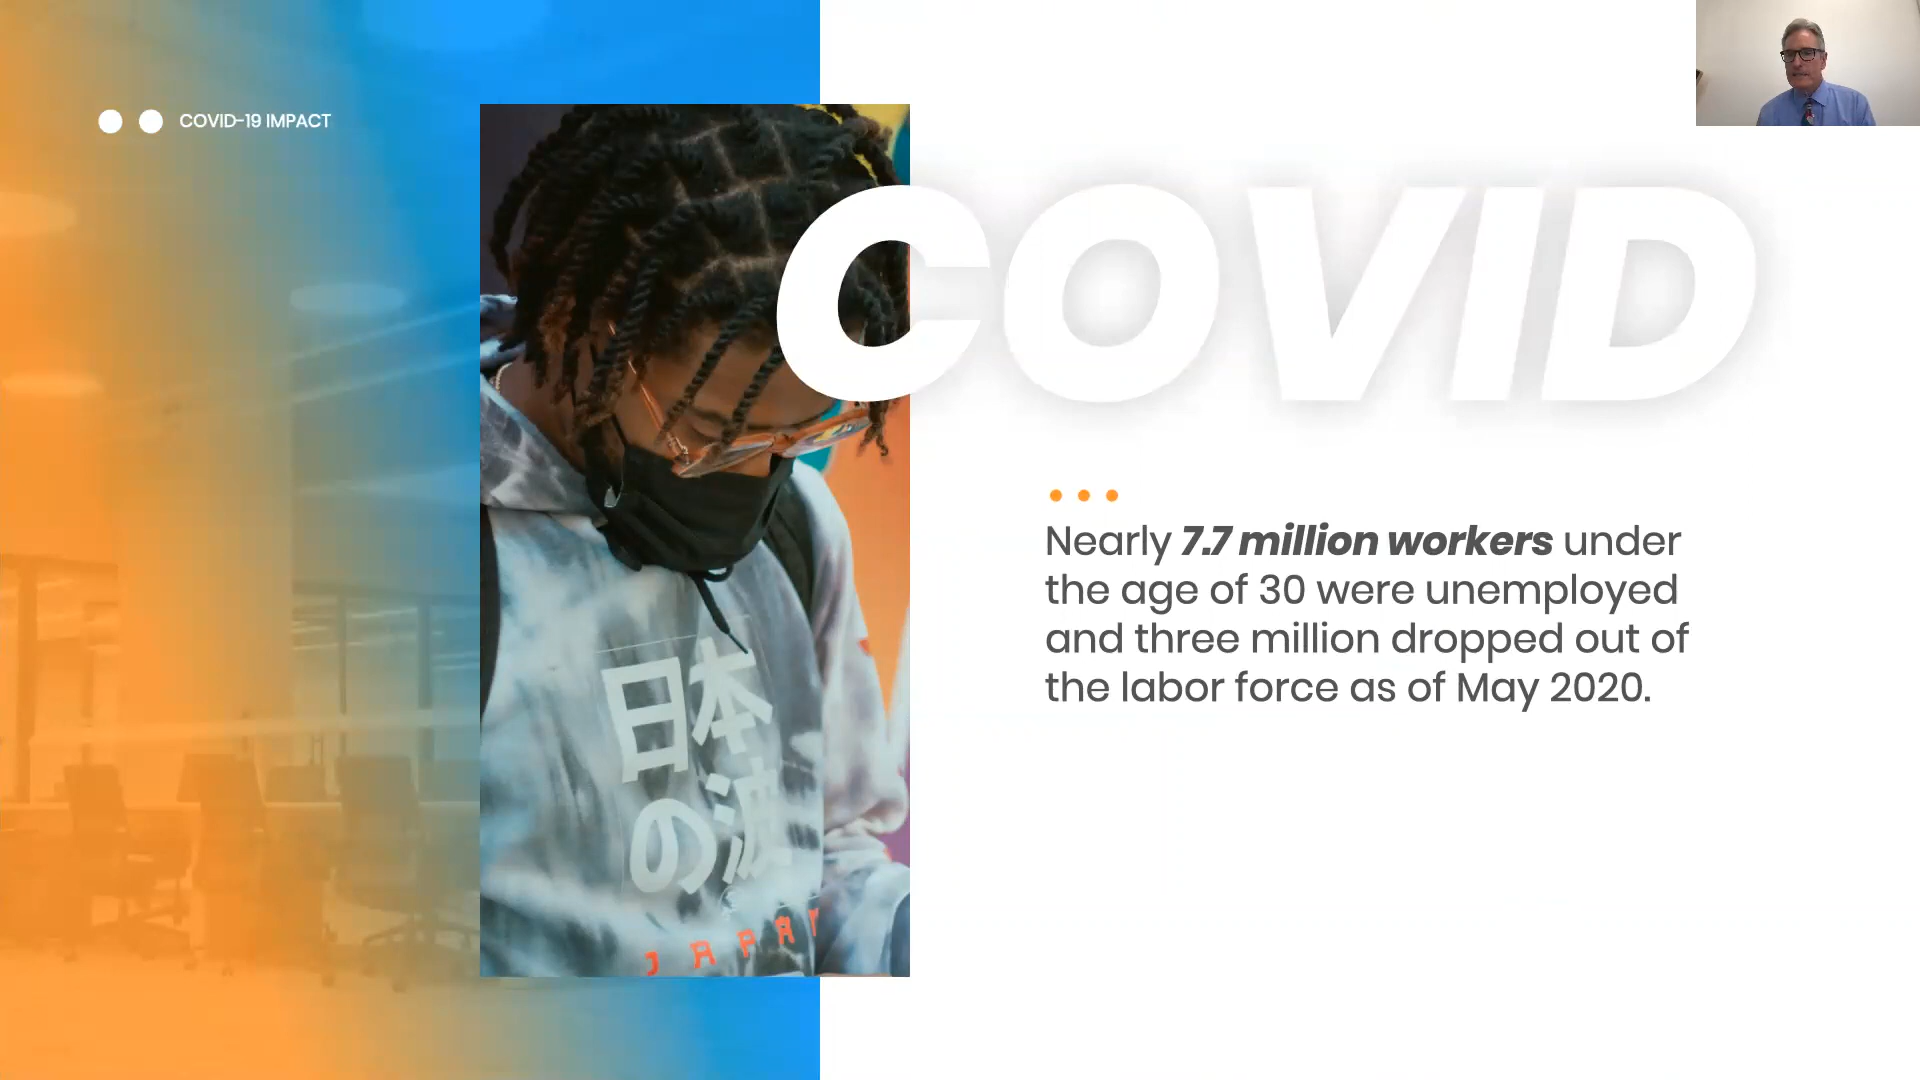 COVID-19 IMPACT
COVID
Nearly 7.7 million workers under
the age of 30 were unemployed
and three million dropped out of
the labor force as of May 2020.
日本
の波
JAPAN